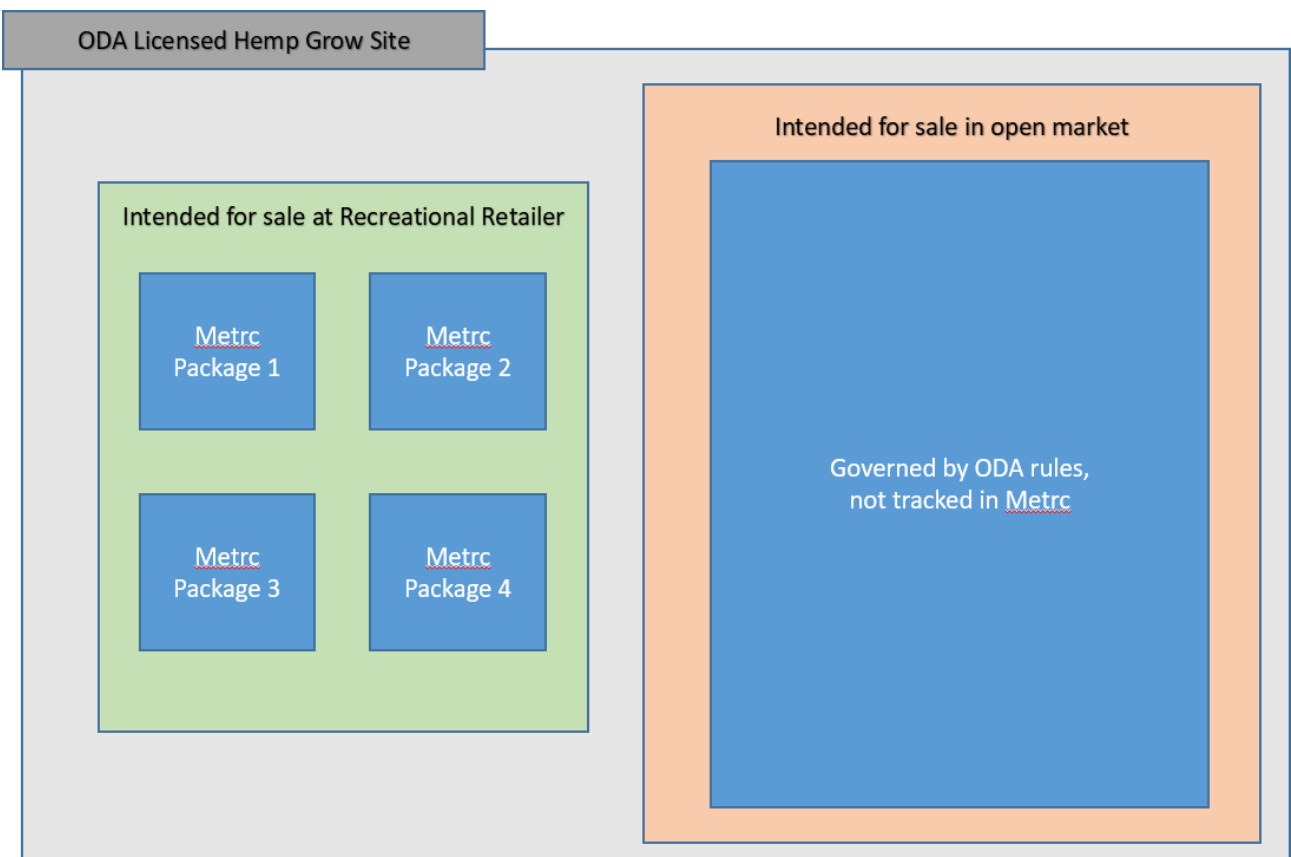 ODA Licensed Hemp Grow Site
Intended for sale at Recreational Retailer
Metrc
Package 1
Metrc
Package 2
Metrc
Package 3
Metrc
Package 4
Intended for sale in open market
Governed by ODA rules,
not tracked in Metrc